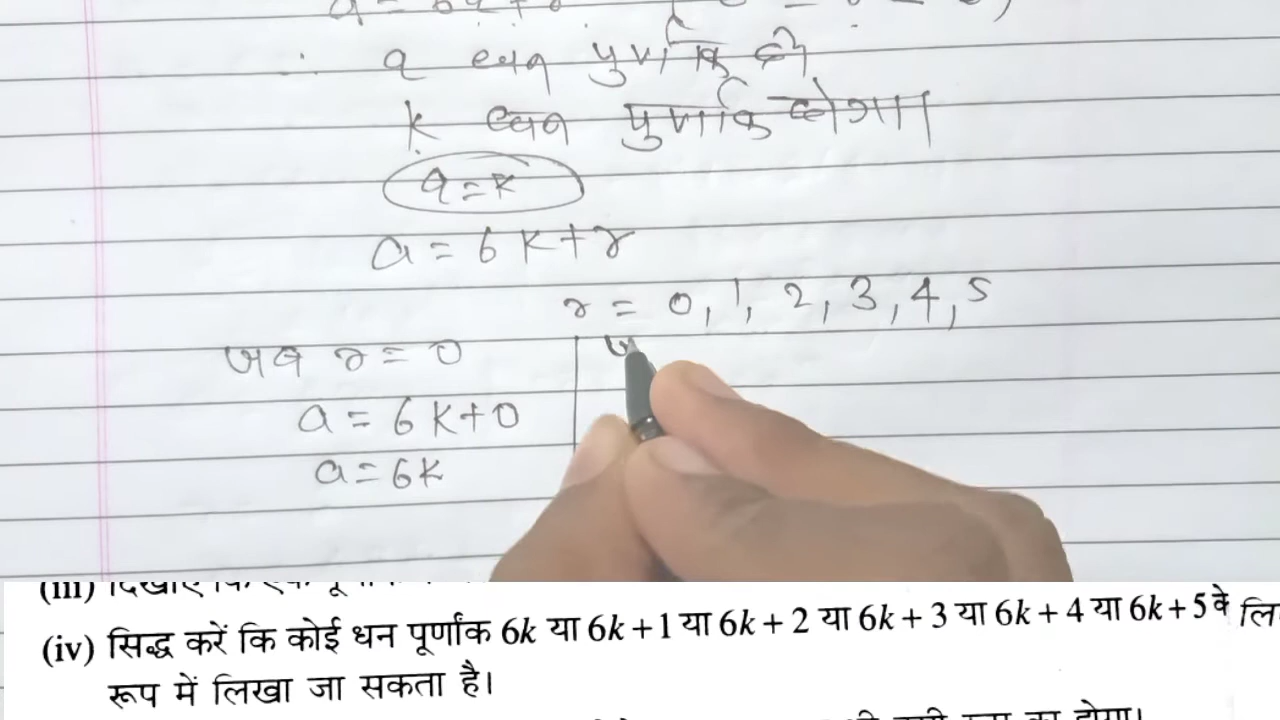 q धन पुर्णांक है
k धन पुर्णांक होगा।
q = k
a = 6k + r
r = 0, 1, 2, 3, 4, 5
जब r = 0
a = 6k + 0
a = 6k
(iv) सिद्ध करें कि कोई धन पूर्णांक 6k या 6k + 1 या 6k + 2 या 6k + 3 या 6k + 4 या 6k + 5 के
रूप में लिखा जा सकता है।